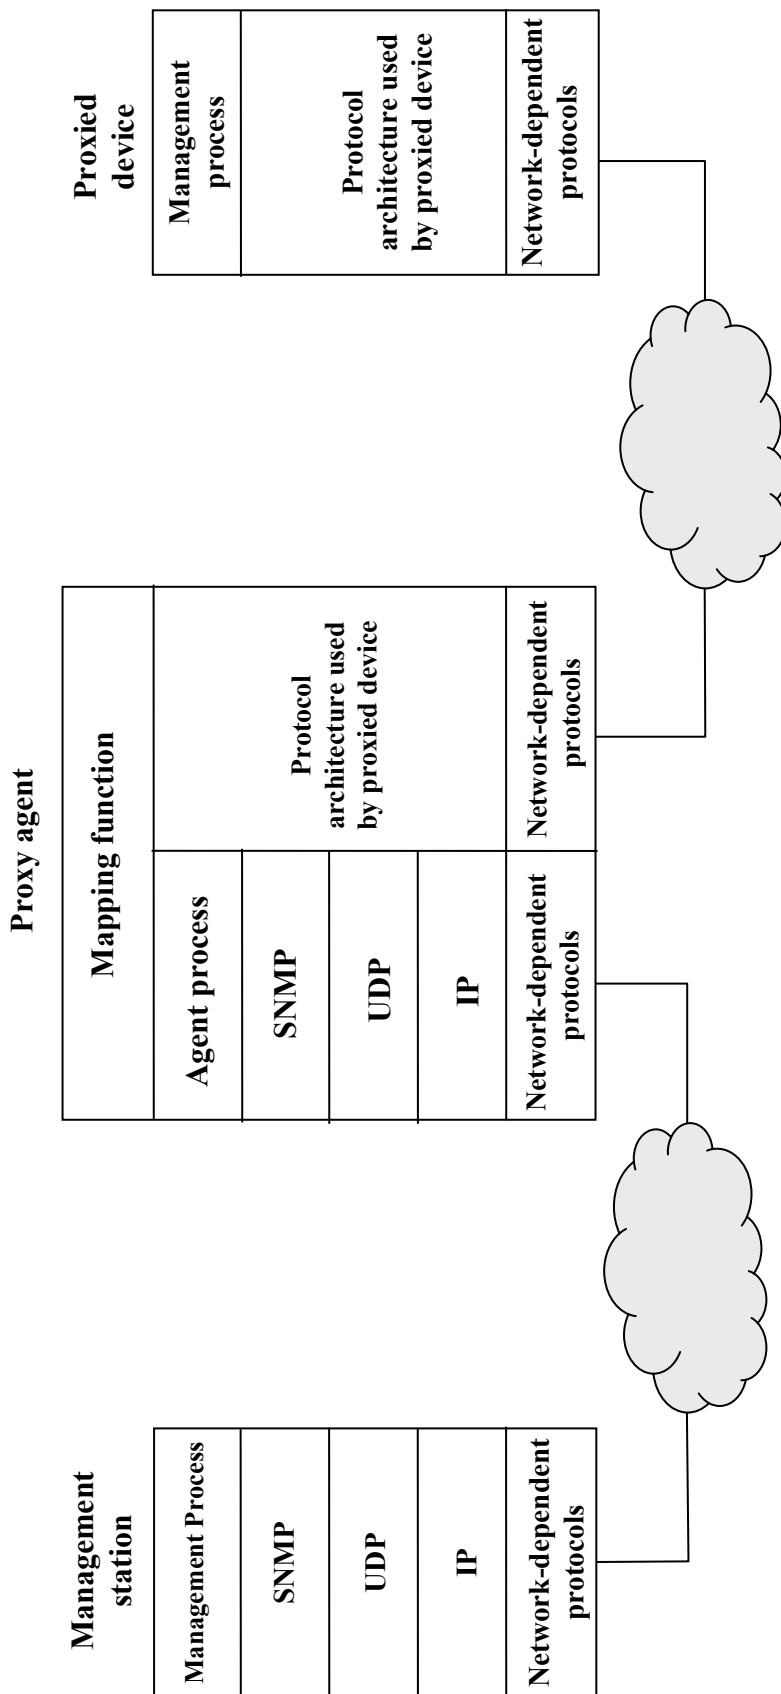 Management
station
Management Process
SNMP
UDP
IP
Network-dependent
protocols
Proxy agent
Mapping function
Agent process
SNMP
UDP
IP
Network-dependent
protocols
Protocol
architecture used
by proxied device
Network-dependent
protocols
Proxied
device
Management
process
Protocol
architecture used
by proxied device
Network-dependent
protocols